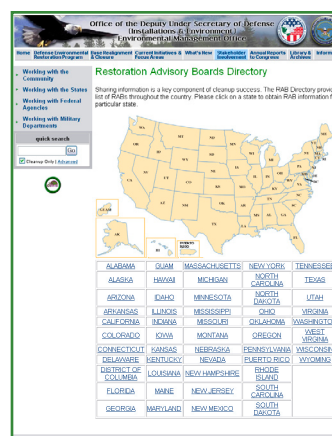 Office of the Deputy Under Secretary of Defense
(Installations & Environment)
Environmental Management Office
Home Defense Environmental Restoration Program Base Realignment & Closure Current Initiatives & Focus Areas What's New Stakeholder Involvement Annual Reports to Congress Library & Archives
Working with the Community
Working with the States
Working with Federal Agencies
Working with Military Departments
quick search
Go
Cleanup Only | Advanced
Restoration Advisory Boards Directory
Sharing information is a key component of cleanup success. The RAB Directory
list of RABs throughout the country. Please click on a state to obtain RAB information
particular state.
ALABAMA GUAM MASSACHUSETTS NEW YORK TENNESSEE
ALASKA HAWAII MICHIGAN NORTH CAROLINA TEXAS
ARIZONA IDAHO MINNESOTA NORTH DAKOTA UTAH
ARKANSAS ILLINOIS MISSISSIPPI OHIO VIRGINIA
CALIFORNIA INDIANA MISSOURI OKLAHOMA WASHINGTO
COLORADO IOWA MONTANA OREGON WEST VIRGINIA
CONNECTICUT KANSAS NEBRASKA PENNSYLVANIA WISCONSIN
DELAWARE KENTUCKY NEVADA PUERTO RICO WYOMING
DISTRICT OF COLUMBIA LOUISIANA NEW HAMPSHIRE RHODE ISLAND
FLORIDA MAINE NEW JERSEY SOUTH CAROLINA
GEORGIA MARYLAND NEW MEXICO SOUTH DAKOTA